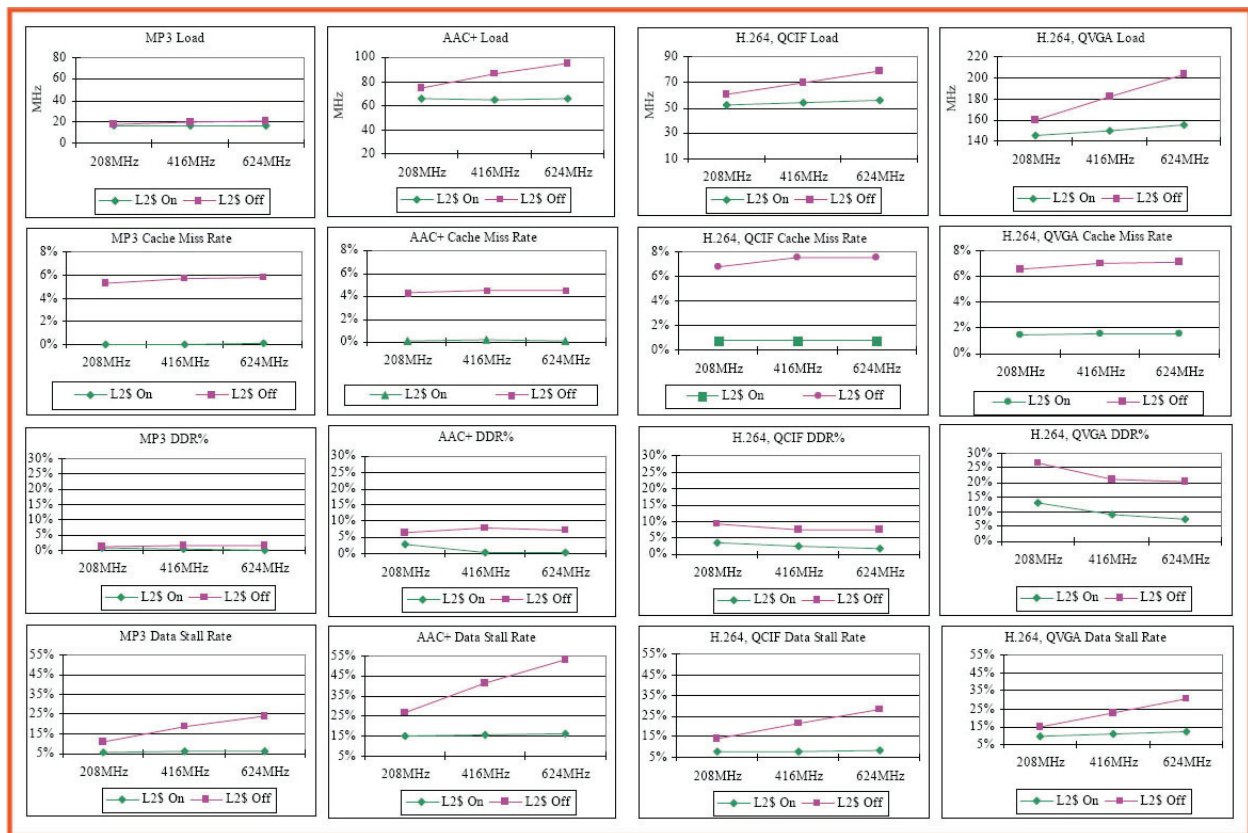 MP3 Load
80
60
40
20
0
MHz
208MHz 416MHz 624MHz
L2$ On L2$ Off
AAC+ Load
100
80
60
40
20
MHz
208MHz 416MHz 624MHz
L2$ On L2$ Off
H.264, QCIF Load
90
70
50
30
10
MHz
208MHz 416MHz 624MHz
L2$ On L2$ Off
H.264, QVGA Load
220
200
180
160
140
MHz
208MHz 416MHz 624MHz
L2$ On L2$ Off
MP3 Cache Miss Rate
8%
6%
4%
2%
0%
208MHz 416MHz 624MHz
L2$ On L2$ Off
AAC+ Cache Miss Rate
8%
6%
4%
2%
0%
208MHz 416MHz 624MHz
L2$ On L2$ Off
H.264, QCIF Cache Miss Rate
8%
6%
4%
2%
0%
208MHz 416MHz 624MHz
L2$ On L2$ Off
H.264, QVGA Cache Miss Rate
8%
6%
4%
2%
0%
208MHz 416MHz 624MHz
L2$ On L2$ Off
MP3 DDR%
30%
25%
20%
15%
10%
5%
0%
208MHz 416MHz 624MHz
L2$ On L2$ Off
AAC+ DDR%
30%
25%
20%
15%
10%
5%
0%
208MHz 416MHz 624MHz
L2$ On L2$ Off
H.264, QCIF DDR%
30%
25%
20%
15%
10%
5%
0%
208MHz 416MHz 624MHz
L2$ On L2$ Off
H.264, QVGA DDR%
30%
25%
20%
15%
10%
5%
0%
208MHz 416MHz 624MHz
L2$ On L2$ Off
MP3 Data Stall Rate
55%
45%
35%
25%
15%
5%
208MHz 416MHz 624MHz
L2$ On L2$ Off
AAC+ Data Stall Rate
55%
45%
35%
25%
15%
5%
208MHz 416MHz 624MHz
L2$ On L2$ Off
H.264, QCIF Data Stall Rate
55%
45%
35%
25%
15%
5%
208MHz 416MHz 624MHz
L2$ On L2$ Off
H.264, QVGA Data Stall Rate
55%
45%
35%
25%
15%
5%
208MHz 416MHz 624MHz
L2$ On L2$ Off